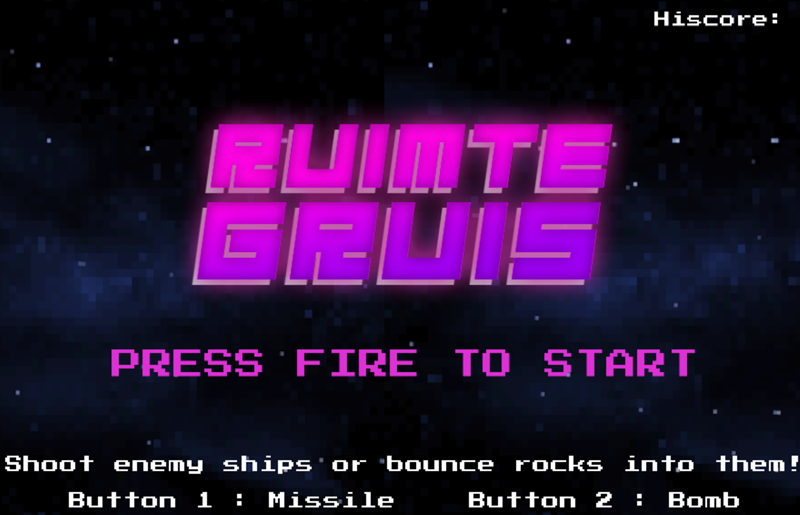 Hiscore:
RUIMTE
GRUIS
PRESS FIRE TO START
Shoot enemy ships or bounce rocks into them!
Button 1 : Missile Button 2 : Bomb